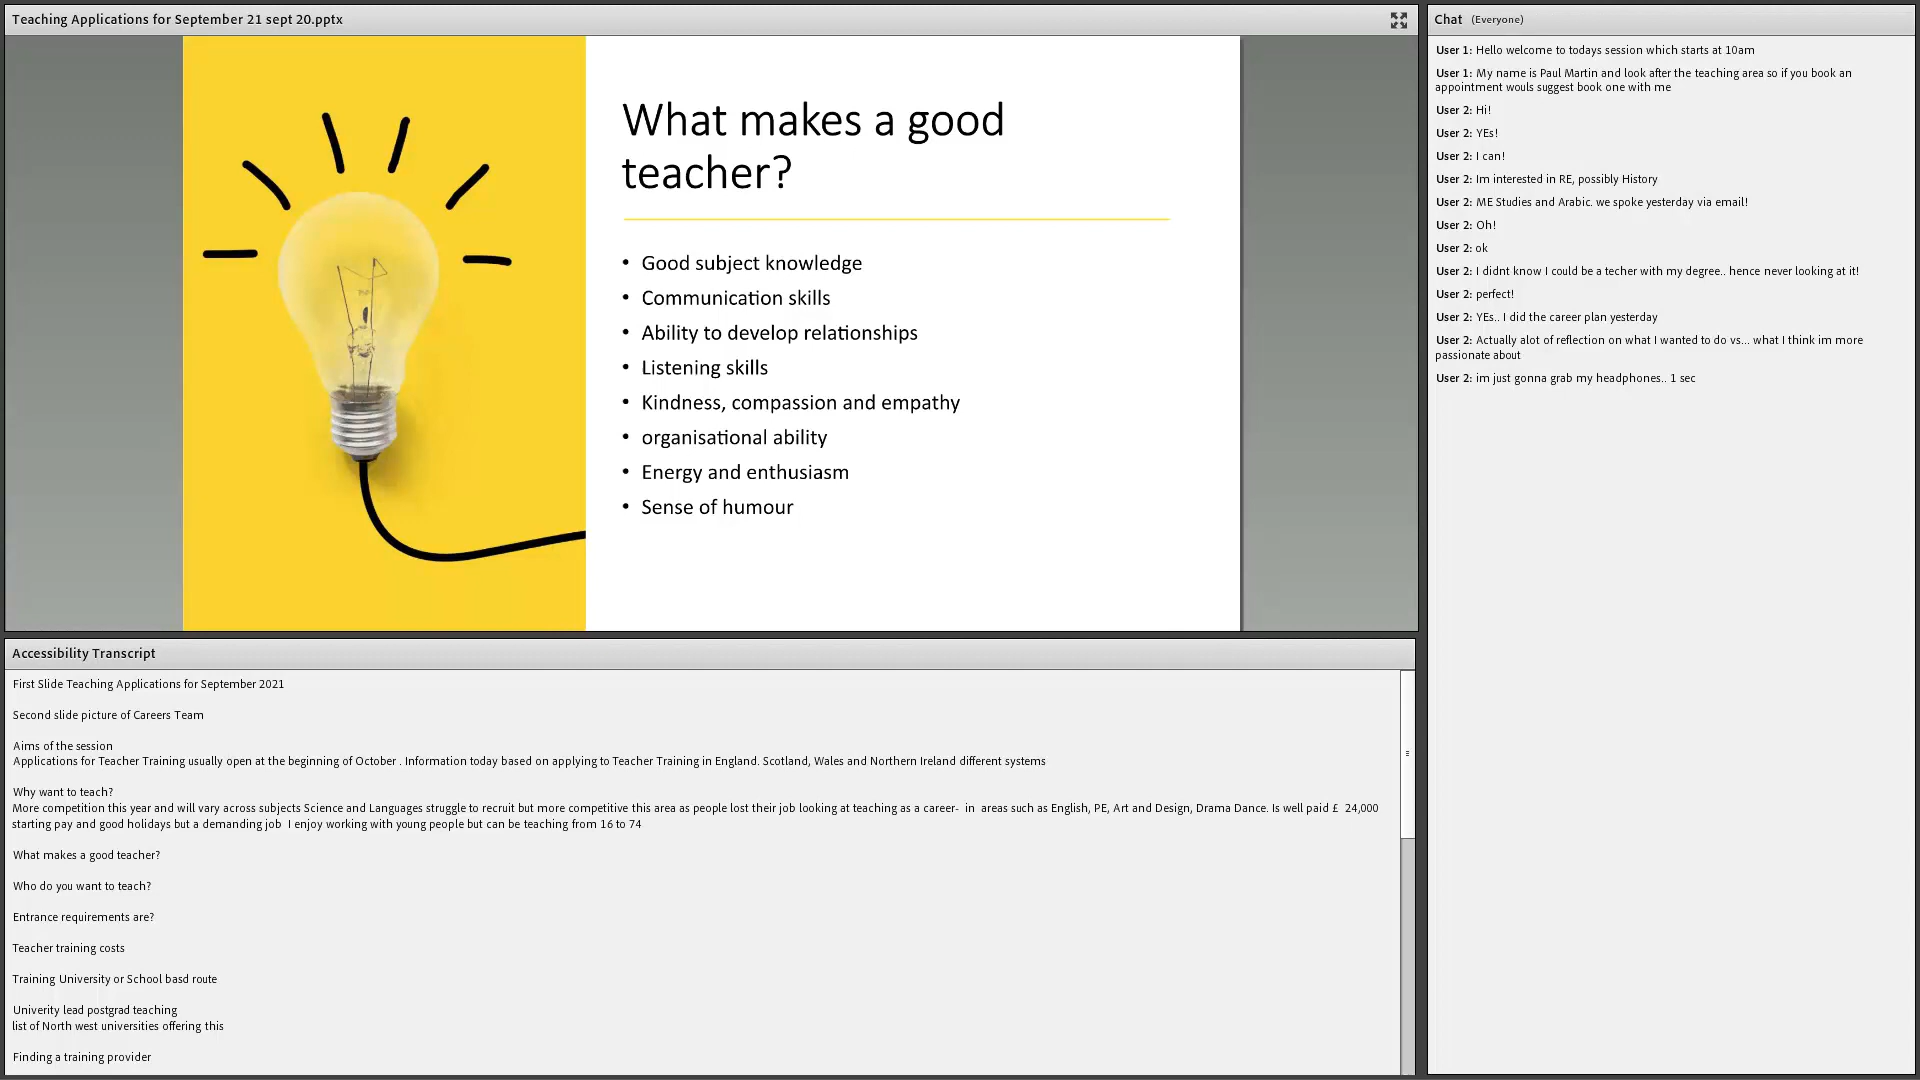 Teaching Applications for September 21 sept 20.pptx
What makes a good
teacher?
• Good subject knowledge
• Communication skills
• Ability to develop relationships
• Listening skills
• Kindness, compassion and empathy
• organisational ability
• Energy and enthusiasm
• Sense of humour
Accessibility Transcript
First Slide Teaching Applications for September 2021
Second slide picture of Careers Team
Aims of the session
Applications for Teacher Training usually open at the beginning of October . Information today based on applying to Teacher Training in England. Scotland, Wales and Northern Ireland different systems
Why want to teach?
More competition this year and will vary across subjects Science and Languages struggle to recruit but more competitive this area as people lost their job looking at teaching as a career-  in  areas such as English, PE, Art and Design, Drama Dance. Is well paid £  24,000
starting pay and good holidays but a demanding job  I enjoy working with young people but can be teaching from 16 to 74
What makes a good teacher?
Who do you want to teach?
Entrance requirements are?
Teacher training costs
Training University or School basd route
Univerity lead postgrad teaching
list of North west universities offering this
Finding a training provider
Chat (Everyone)
User 1: Hello welcome to todays session which starts at 10am
User 1: My name is Paul Martin and look after the teaching area so if you book an
appointment wouls suggest book one with me
User 2: Hi!
User 2: YEs!
User 2: I can!
User 2: Im interested in RE, possibly History
User 2: ME Studies and Arabic. we spoke yesterday via email!
User 2: Oh!
User 2: ok
User 2: I didnt know I could be a techer with my degree.. hence never looking at it!
User 2: perfect!
User 2: YEs.. I did the career plan yesterday
User 2: Actually alot of reflection on what I wanted to do vs... what I think im more
passionate about
User 2: im just gonna grab my headphones.. 1 sec